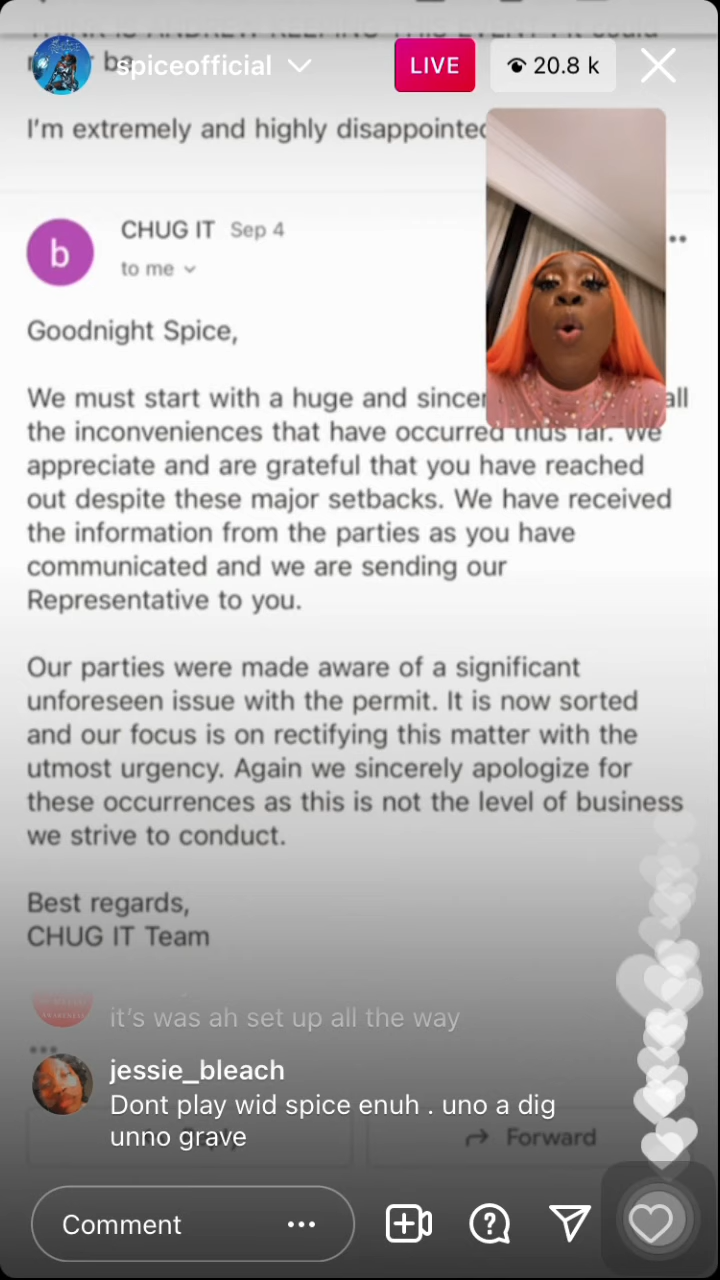 spiceofficial
LIVE
20.8 k
I'm extremely and highly disappointed
b
CHUG IT Sep 4
to me
Goodnight Spice,
We must start with a huge and sincer all
the inconveniences that have occurred thus far. We
appreciate and are grateful that you have reached
out despite these major setbacks. We have received
the information from the parties as you have
communicated and we are sending our
Representative to you.
Our parties were made aware of a significant
unforeseen issue with the permit. It is now sorted
and our focus is on rectifying this matter with the
utmost urgency. Again we sincerely apologize for
these occurrences as this is not the level of business
we strive to conduct.
Best regards,
CHUG IT Team
it's was ah set up all the way
jessie_bleach
Dont play wid spice enuh . uno a dig
unno grave
Forward
Comment